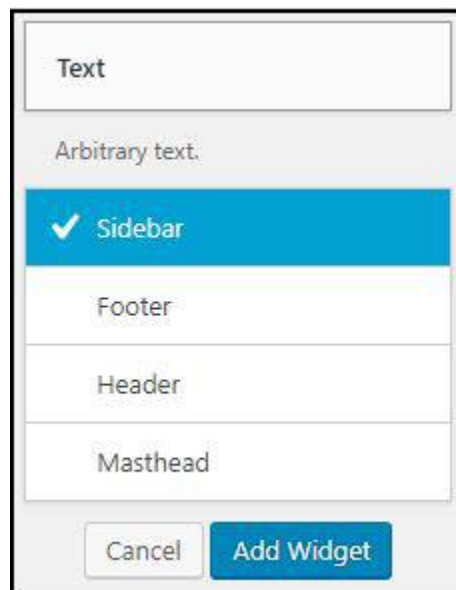 Text
Arbitrary text.
Sidebar
Footer
Header
Masthead
Cancel Add Widget